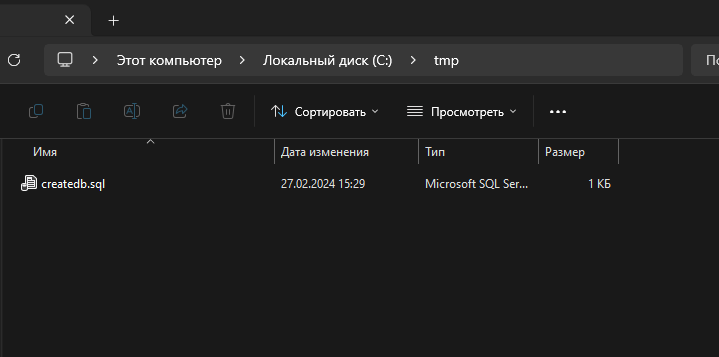 Этот компьютер > Локальный диск (C:) > tmp По
Сортировать Просмотреть •••
Имя Дата изменения Тип Размер
createdb.sql 27.02.2024 15:29 Microsoft SQL Ser... 1 КБ